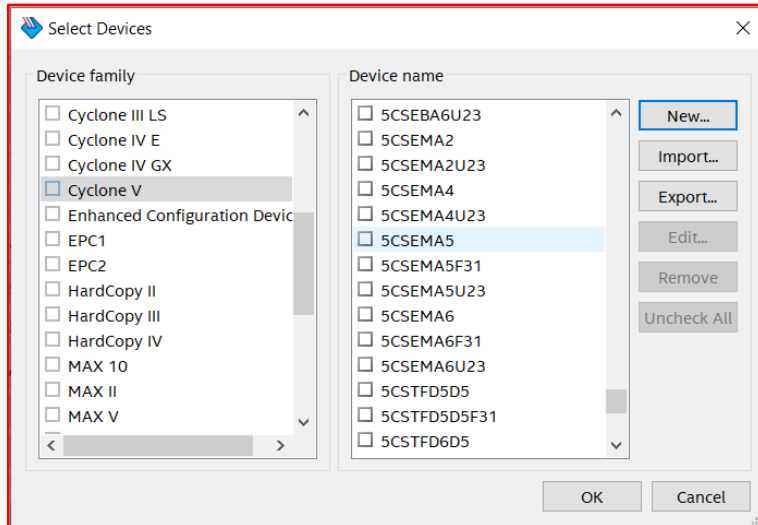 Select Devices
Device family
Cyclone III LS
Cyclone IV E
Cyclone IV GX
Cyclone V
Enhanced Configuration Devic
EPC1
EPC2
HardCopy II
HardCopy III
HardCopy IV
MAX 10
MAX II
MAX V
Device name
5CSEBA6U23
5CSEMA2
5CSEMA2U23
5CSEMA4
5CSEMA4U23
5CSEMA5
5CSEMA5F31
5CSEMA5U23
5CSEMA6
5CSEMA6F31
5CSEMA6U23
5CSTFD5D5
5CSTFD5D5F31
5CSTFD6D5
New...
Import...
Export...
Edit...
Remove
Uncheck All
OK
Cancel